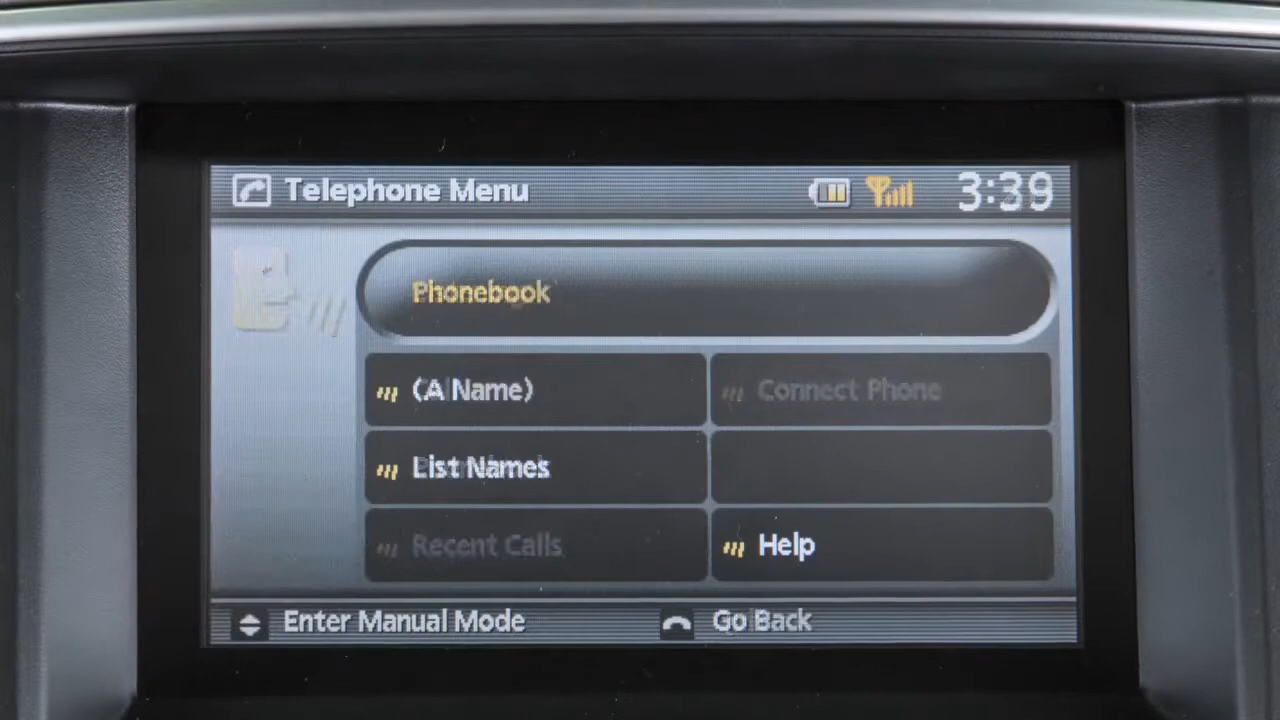 Telephone Menu 3:39
Phonebook
(A Name) Connect Phone
List Names
Recent Calls Help
Enter Manual Mode Go Back